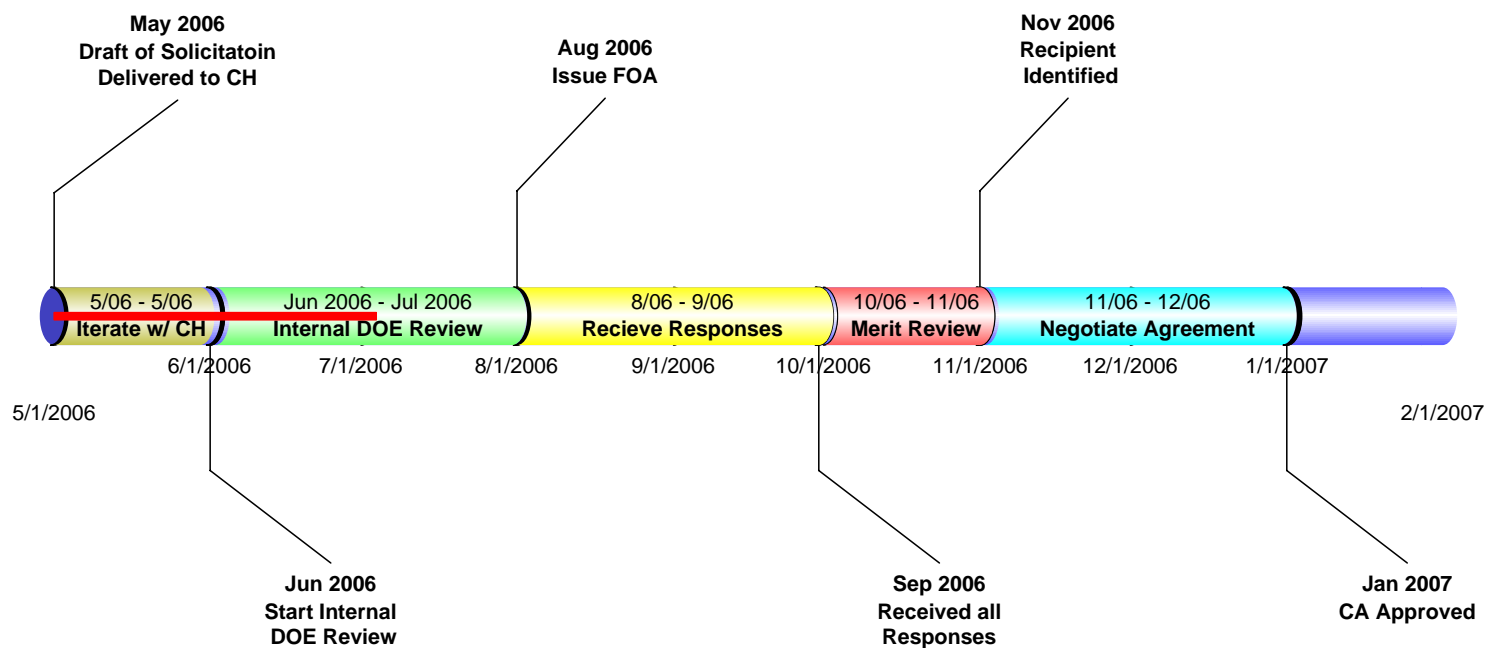 May 2006
Draft of Solicitatoin
Delivered to CH
Aug 2006
Issue FOA
Nov 2006
Recipient
Identified
5/06 - 5/06
Iterate w/ CH
Jun 2006 - Jul 2006
Internal DOE Review
8/06 - 9/06
Recieve Responses
10/06 - 11/06
Merit Review
11/06 - 12/06
Negotiate Agreement
6/1/2006
7/1/2006
8/1/2006
9/1/2006
10/1/2006
11/1/2006
12/1/2006
1/1/2007
5/1/2006
2/1/2007
Jun 2006
Start Internal
DOE Review
Sep 2006
Received all
Responses
Jan 2007
CA Approved